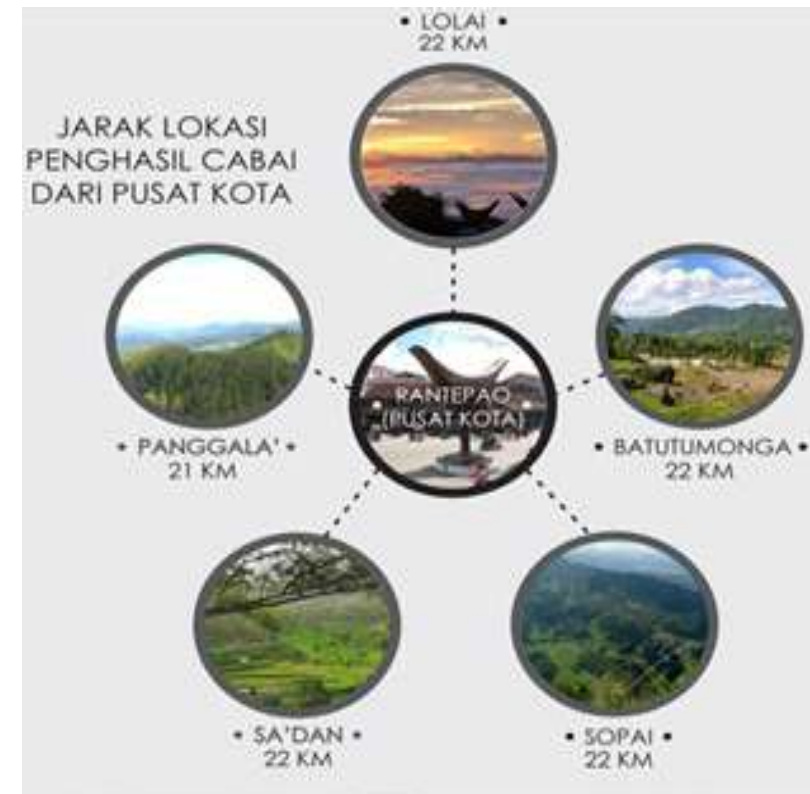 • LOLAI •
22 KM
JARAK LOKASI
PENGHASIL CABAI
DARI PUSAT KOTA
RANTEPAO
(PUSAT KOTA)
• PANGGALA' •
21 KM
• BATUTUMONGA •
22 KM
• SA'DAN •
22 KM
• SOPAI •
22 KM